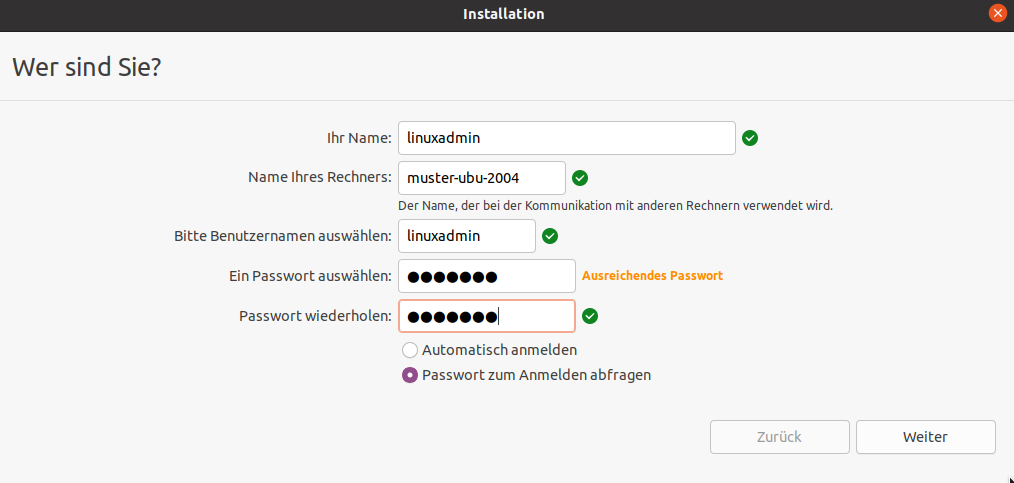 Installation
Wer sind Sie?
Ihr Name: linuxadmin
Name Ihres Rechners: muster-ubu-2004
Der Name, der bei der Kommunikation mit anderen Rechnern verwendet wird.
Bitte Benutzernamen auswählen: linuxadmin
Ein Passwort auswählen: ●●●●●●● Ausreichendes Passwort
Passwort wiederholen: ●●●●●●●
Automatisch anmelden
Passwort zum Anmelden abfragen
Zurück Weiter